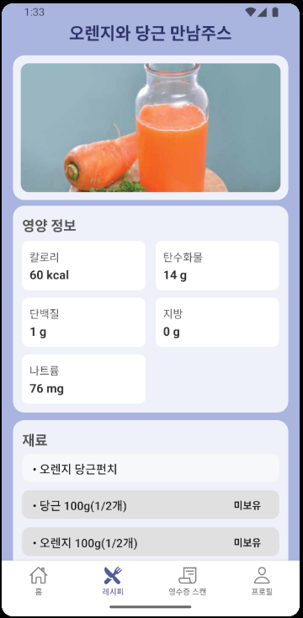 1:33
오렌지와 당근 만남주스
영양 정보
칼로리
60 kcal
탄수화물
14 g
단백질
1 g
지방
0 g
나트륨
76 mg
재료
• 오렌지 당근펀치
• 당근 100g(1/2개) 미보유
• 오렌지 100g(1/2개) 미보유
홈 레시피 영수증 스캔 프로필